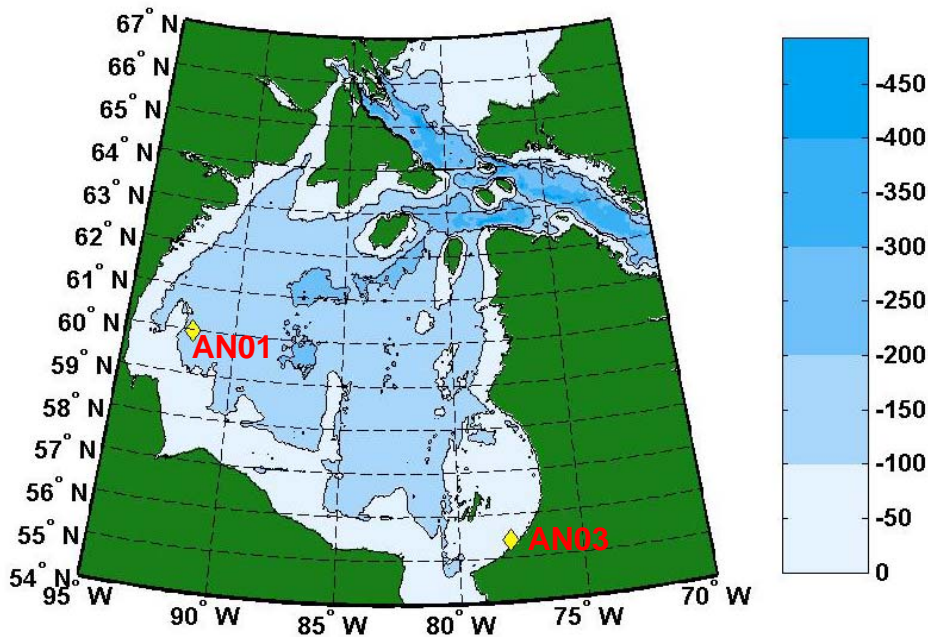 67° N
66° N
65° N
64° N
63° N
62° N
61° N
60° N
59° N
58° N
57° N
56° N
55° N
54° N
95° W
90° W
85° W
80° W
75° W
70° W
AN01
AN03
-450
-400
-350
-300
-250
-200
-150
-100
-50
0